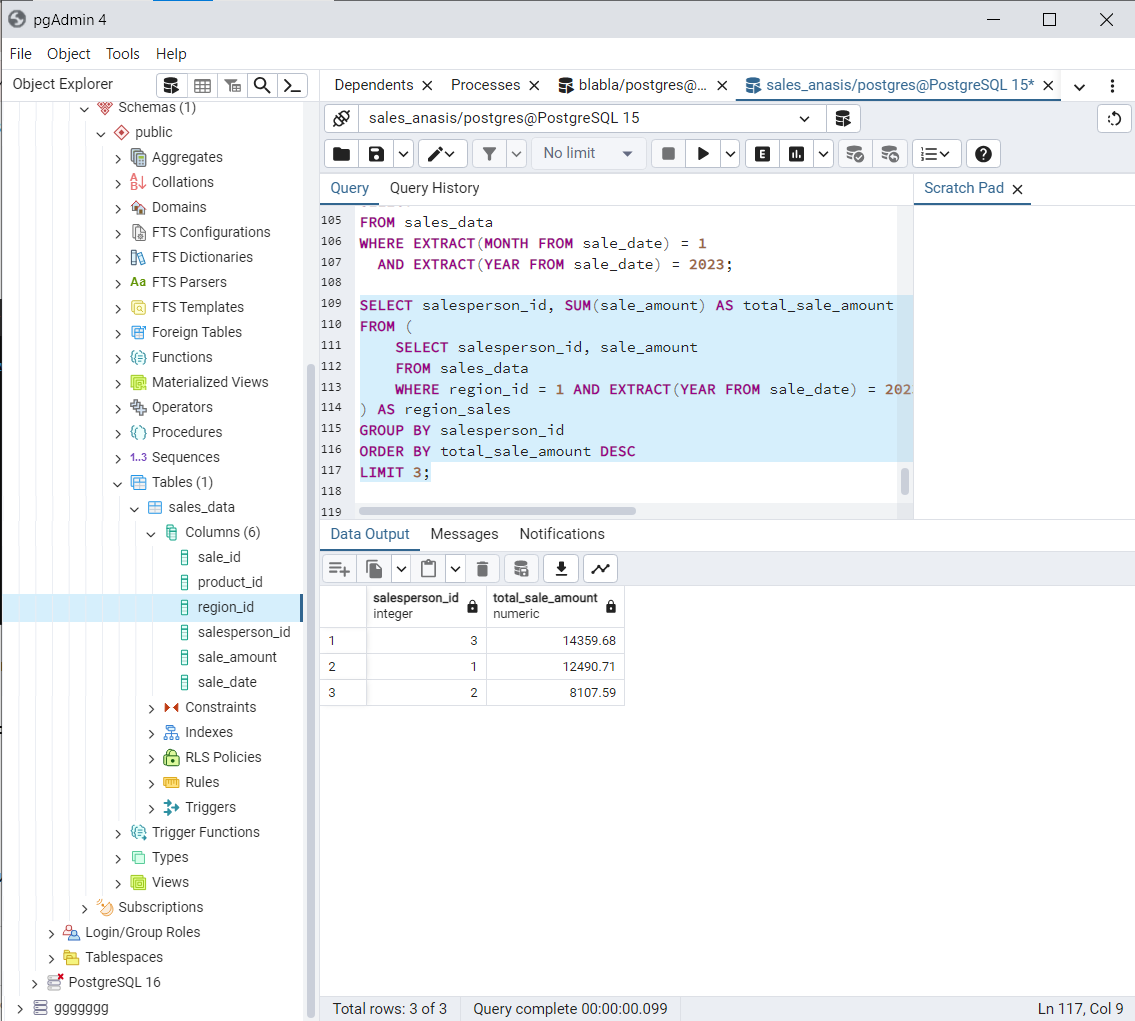 pgAdmin 4
File Object Tools Help
Object Explorer
Schemas (1)
public
Aggregates
Collations
Domains
FTS Configurations
FTS Dictionaries
Aa FTS Parsers
FTS Templates
Foreign Tables
Functions
Materialized Views
Operators
Procedures
1..3 Sequences
Tables (1)
sales_data
Columns (6)
sale_id
product_id
region_id
salesperson_id
sale_amount
sale_date
Constraints
Indexes
RLS Policies
Rules
Triggers
Trigger Functions
Types
Views
Subscriptions
Login/Group Roles
Tablespaces
PostgreSQL 16
ggggggg
Dependents Processes blabla/postgres@... sales_anasis/postgres@PostgreSQL 15*
sales_anasis/postgres@PostgreSQL 15
No limit E
Query Query History
Scratch Pad
105 FROM sales_data
106 WHERE EXTRACT(MONTH FROM sale_date) = 1
107 AND EXTRACT(YEAR FROM sale_date) = 2023;
108
109 SELECT salesperson_id, SUM(sale_amount) AS total_sale_amount
110 FROM (
111 SELECT salesperson_id, sale_amount
112 FROM sales_data
113 WHERE region_id = 1 AND EXTRACT(YEAR FROM sale_date) = 202
114 ) AS region_sales
115 GROUP BY salesperson_id
116 ORDER BY total_sale_amount DESC
117 LIMIT 3;
118
119
Data Output Messages Notifications
salesperson_id total_sale_amount
integer numeric
1 3 14359.68
2 1 12490.71
3 2 8107.59
Total rows: 3 of 3 Query complete 00:00:00.099 Ln 117, Col 9